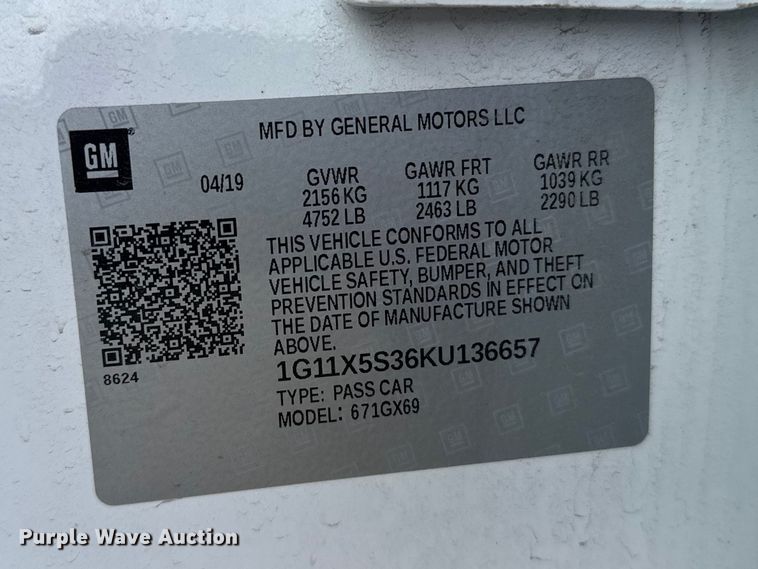 GM
MFD BY GENERAL MOTORS LLC
04/19
GVWR
2156 KG
4752 LB
GAWR FRT
1117 KG
2463 LB
GAWR RR
1039 KG
2290 LB
THIS VEHICLE CONFORMS TO ALL
APPLICABLE U.S. FEDERAL MOTOR
VEHICLE SAFETY, BUMPER, AND THEFT
PREVENTION STANDARDS IN EFFECT ON
THE DATE OF MANUFACTURE SHOWN
ABOVE.
8624
1G11X5S36KU136657
TYPE: PASS CAR
MODEL: 671GX69
Purple Wave Auction